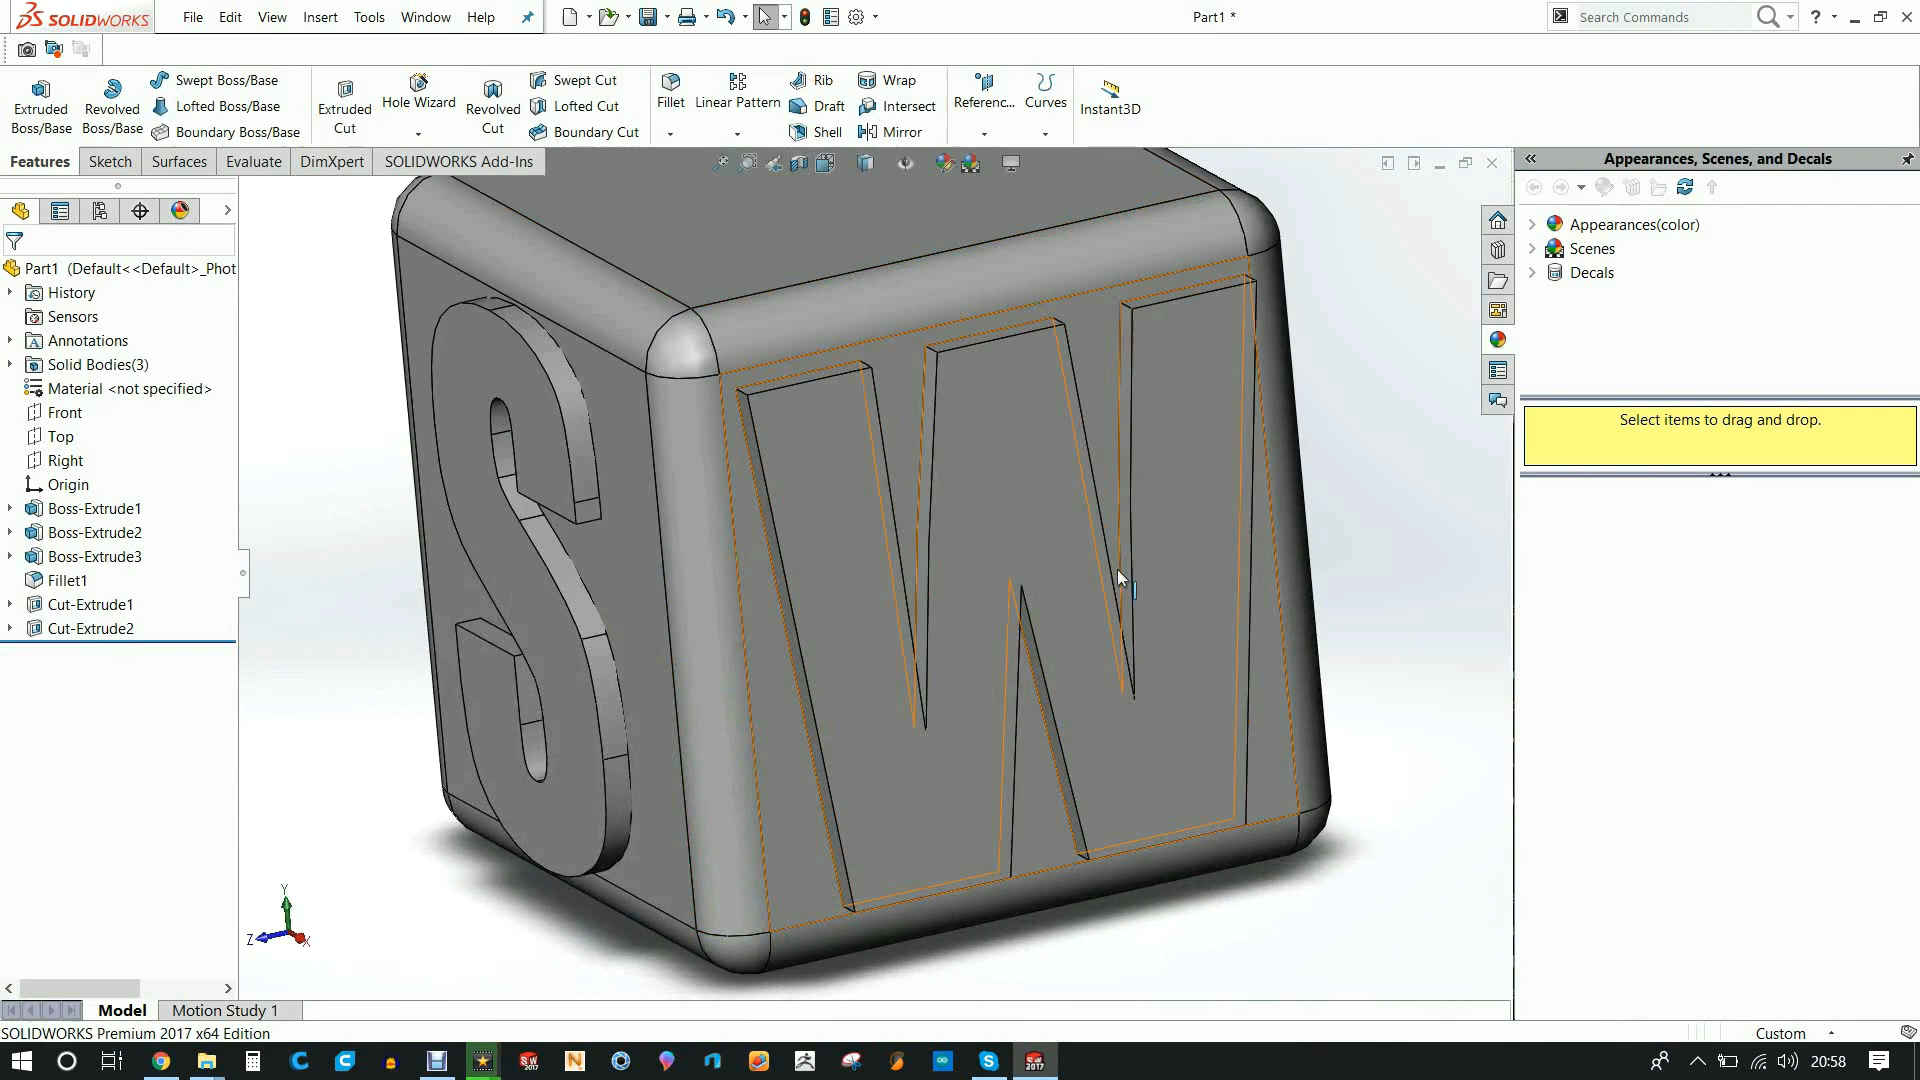 SOLIDWORKS
File Edit View Insert Tools Window Help
Part1 *
Search Commands
?
Extruded Boss/Base
Revolved Boss/Base
Swept Boss/Base
Lofted Boss/Base
Boundary Boss/Base
Extruded Cut
Hole Wizard
Revolved Cut
Swept Cut
Lofted Cut
Boundary Cut
Fillet
Linear Pattern
Rib
Draft
Shell
Wrap
Intersect
Mirror
Referenc...
Curves
Instant3D
Features Sketch Surfaces Evaluate DimXpert SOLIDWORKS Add-Ins
Appearances, Scenes, and Decals
Part1 (Default<<Default>_Phot
History
Sensors
Annotations
Solid Bodies(3)
Material <not specified>
Front
Top
Right
Origin
Boss-Extrude1
Boss-Extrude2
Boss-Extrude3
Fillet1
Cut-Extrude1
Cut-Extrude2
S W
Y
Z
X
Appearances(color)
Scenes
Decals
Select items to drag and drop.
Model Motion Study 1
SOLIDWORKS Premium 2017 x64 Edition
Custom
20:58